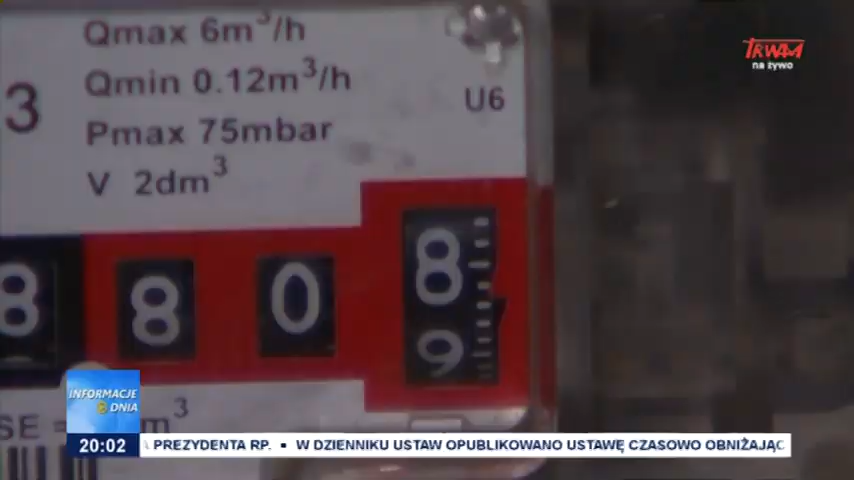 Qmax 6m³/h
TRWAM
na żywo
Qmin 0.12m³/h
3
U6
Pmax 75mbar
V 2dm³
8 8 0 8
9
INFORMACJE
DNIA
m³
20:02
PREZYDENTA RP. ▪ W DZIENNIKU USTAW OPUBLIKOWANO USTAWĘ CZASOWO OBNIŻAJĄC